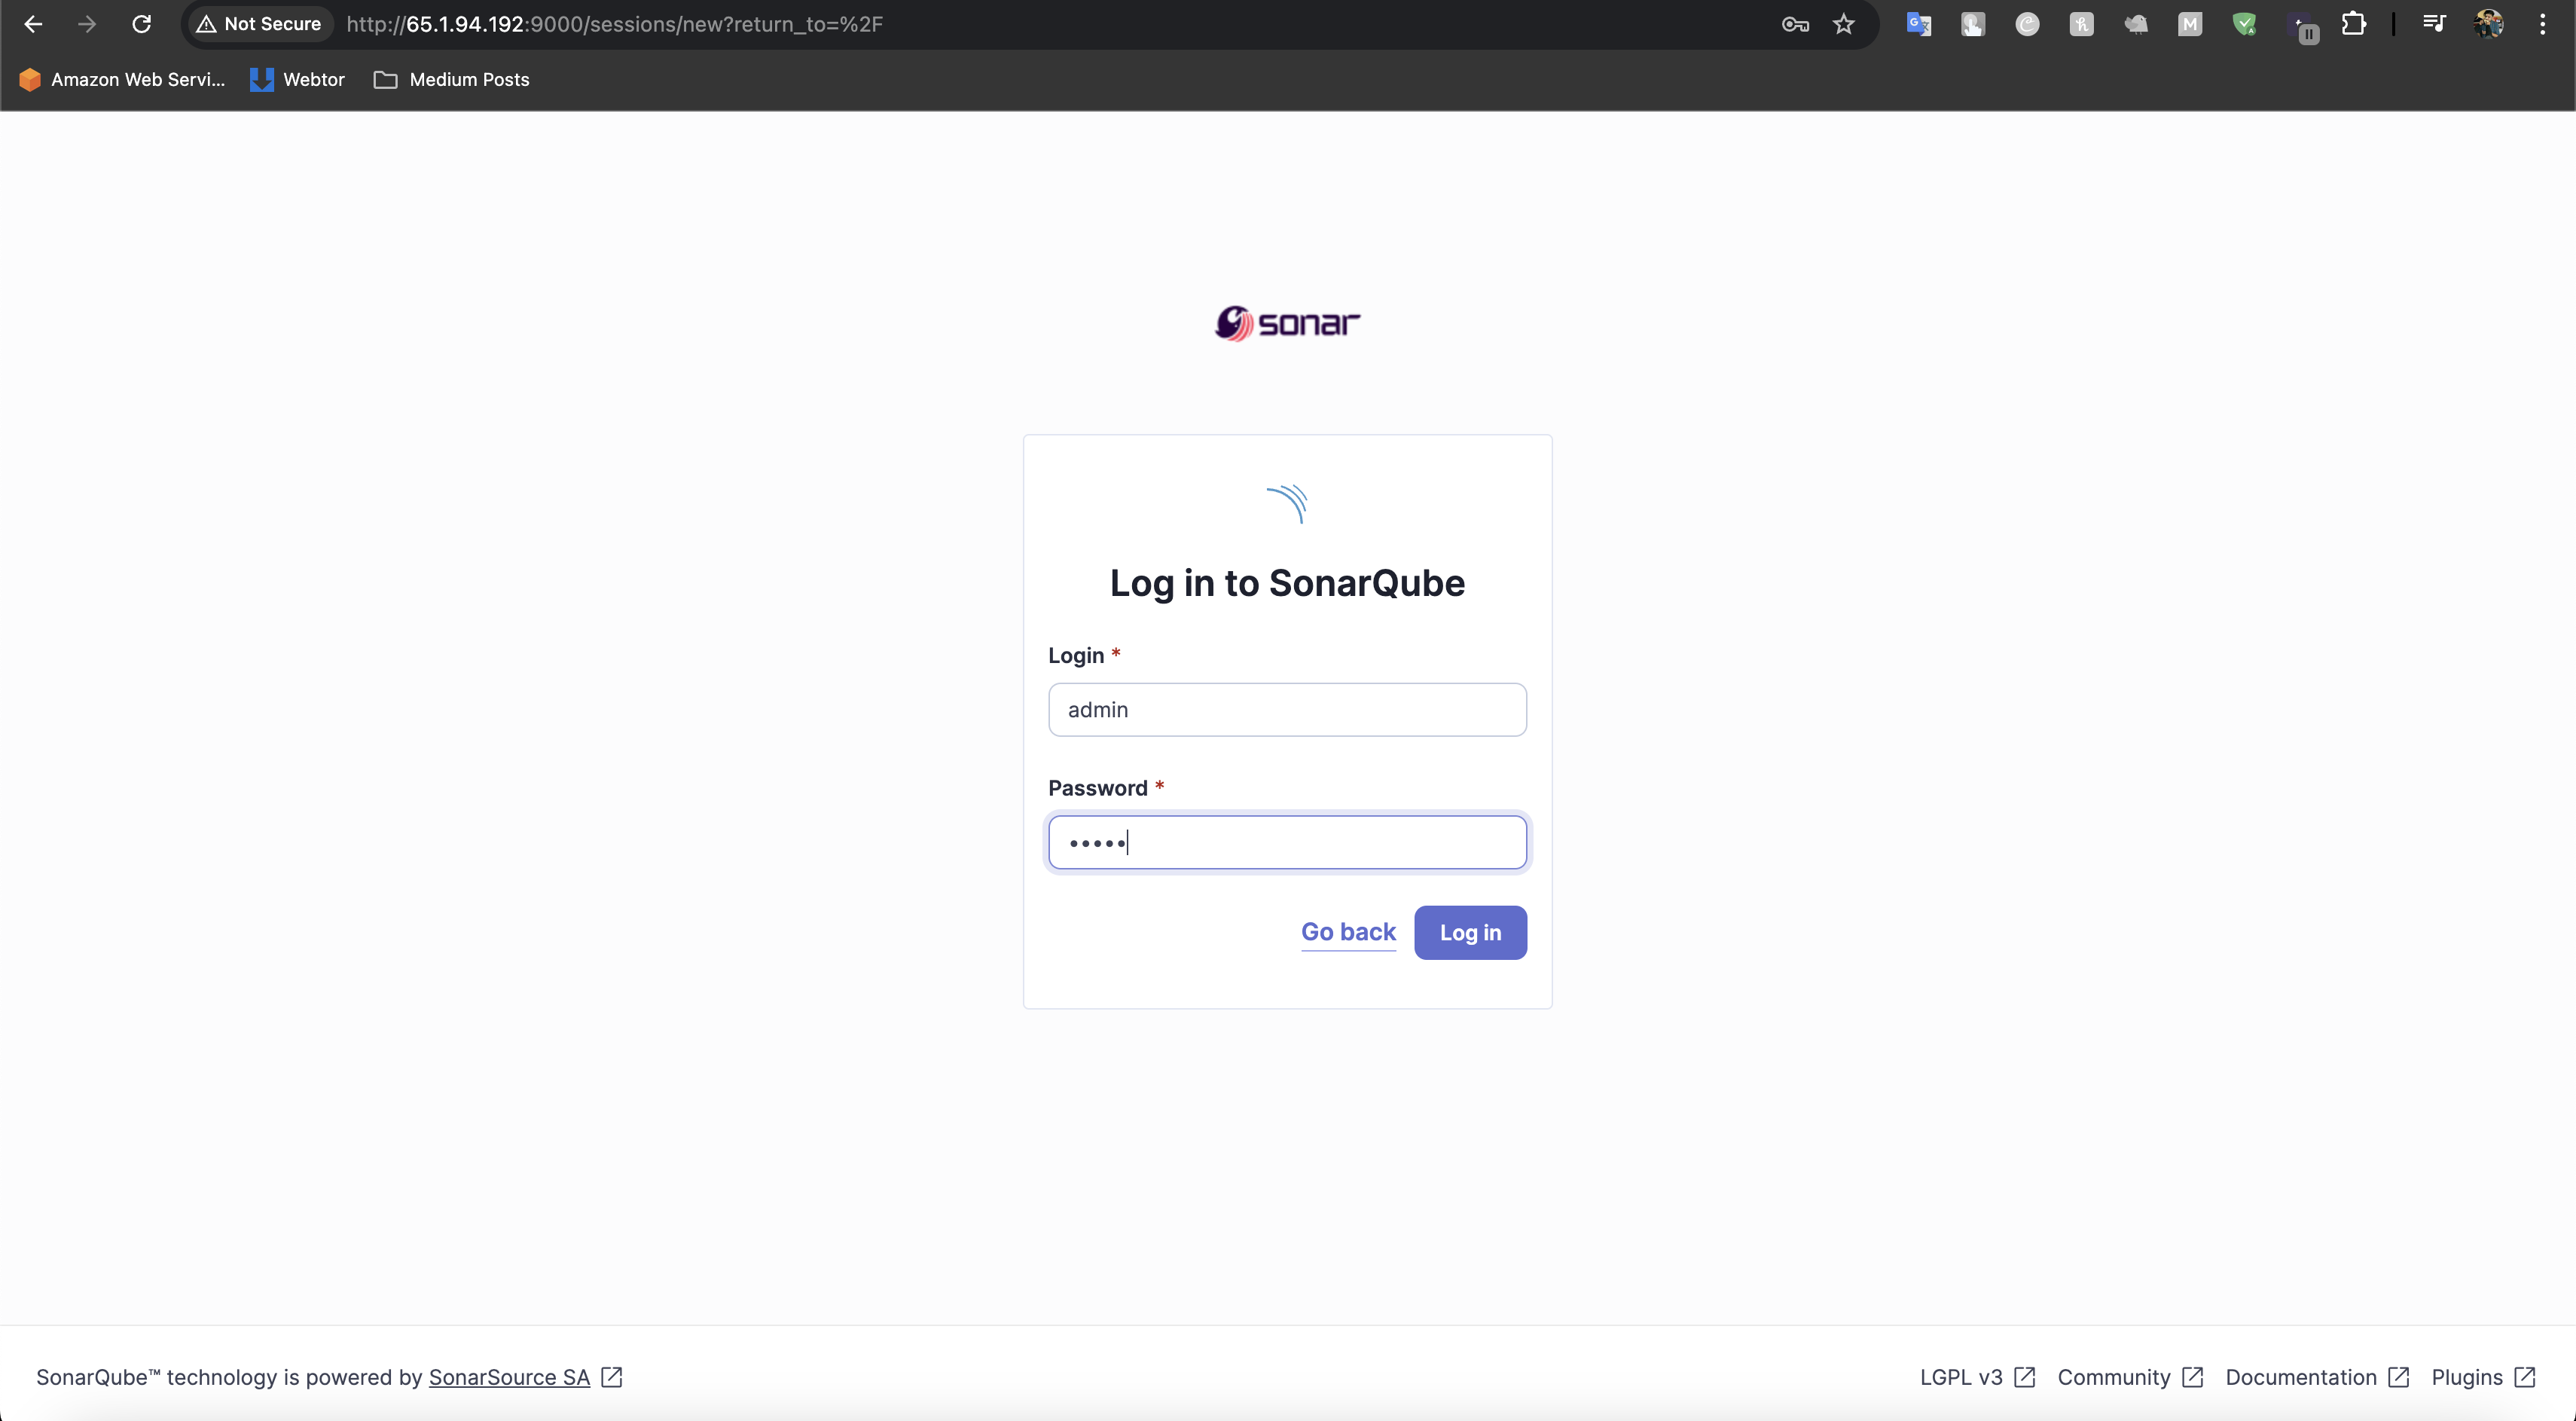 Not Secure http://65.1.94.192:9000/sessions/new?return_to=%2F
Amazon Web Servi... Webtor Medium Posts
sonar
Log in to SonarQube
Login *
admin
Password *
•••••
Go back Log in
SonarQube™ technology is powered by SonarSource SA LGPL v3 Community Documentation Plugins